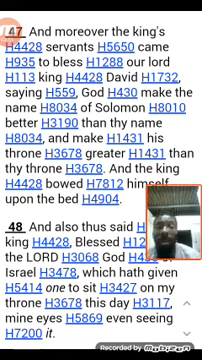 47 And moreover the king's
H4428 servants H5650 came
H935 to bless H1288 our lord
H113 king H4428 David H1732,
saying H559, God H430 make the
name H8034 of Solomon H8010
better H3190 than thy name
H8034, and make H1431 his
throne H3678 greater H1431 than
thy throne H3678. And the king
H4428 bowed H7812 himself
upon the bed H4904.
48 And also thus said
king H4428, Blessed
the LORD H3068 God
Israel H3478, which hath given
H5414 one to sit H3427 on my
throne H3678 this day H3117,
mine eyes H5869 even seeing
H7200 it.
Recorded by